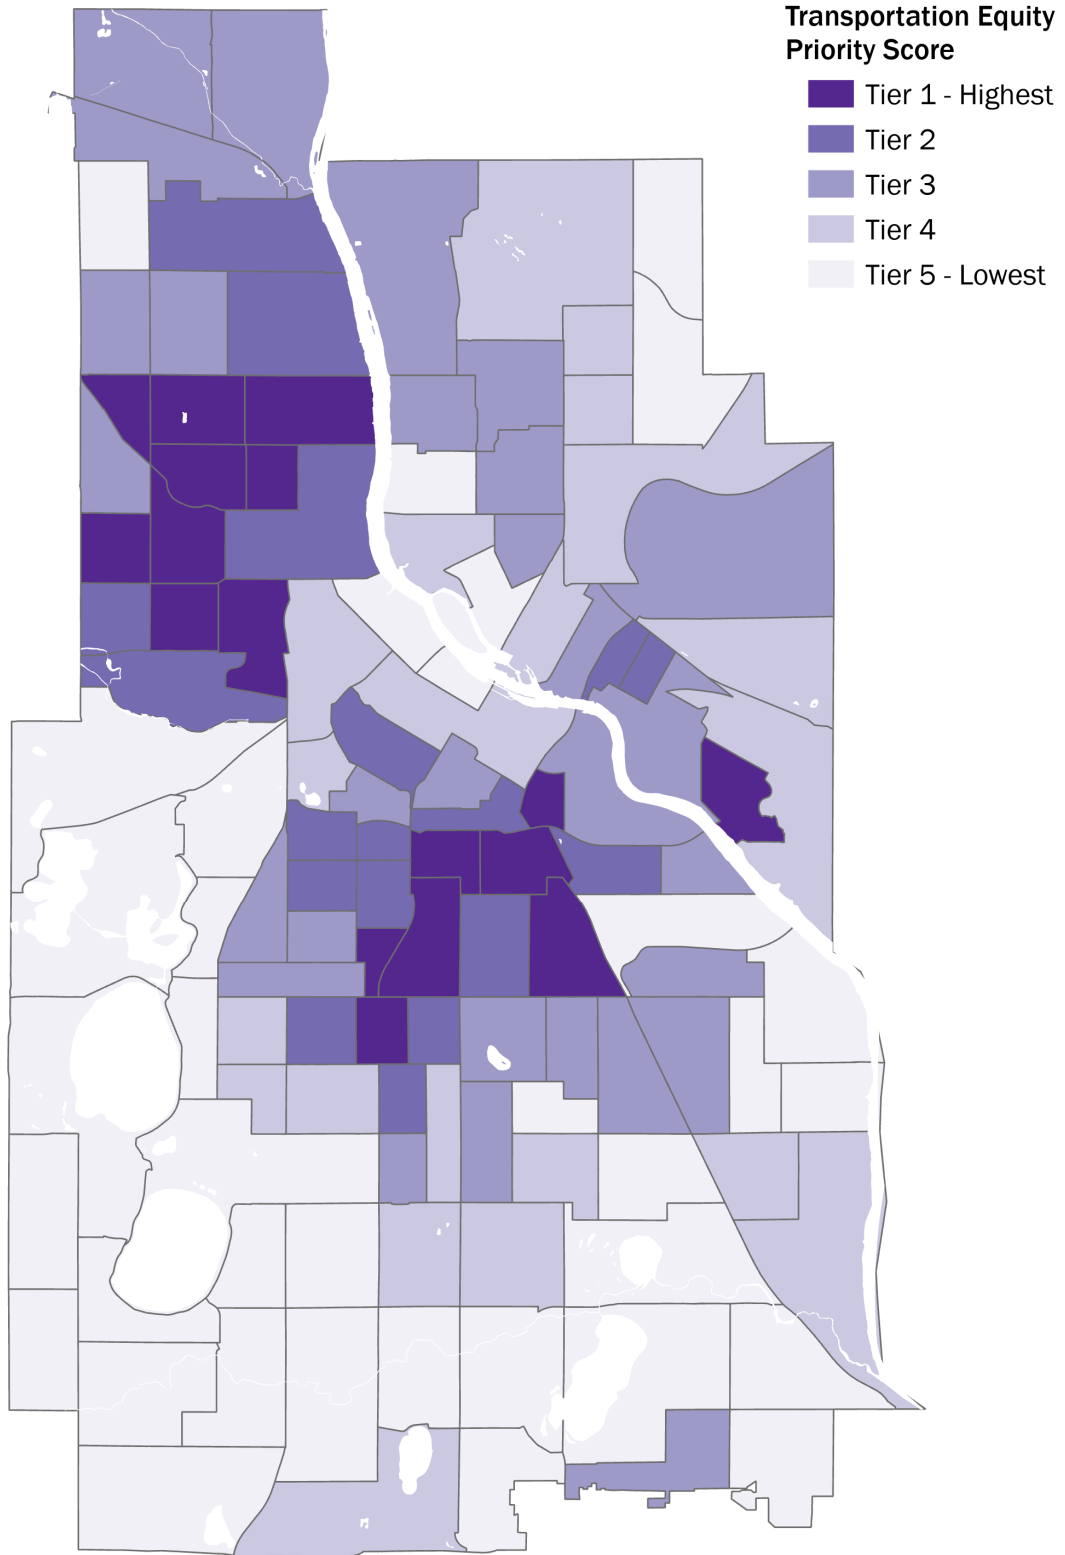 Transportation Equity
Priority Score
Tier 1 - Highest
Tier 2
Tier 3
Tier 4
Tier 5 - Lowest